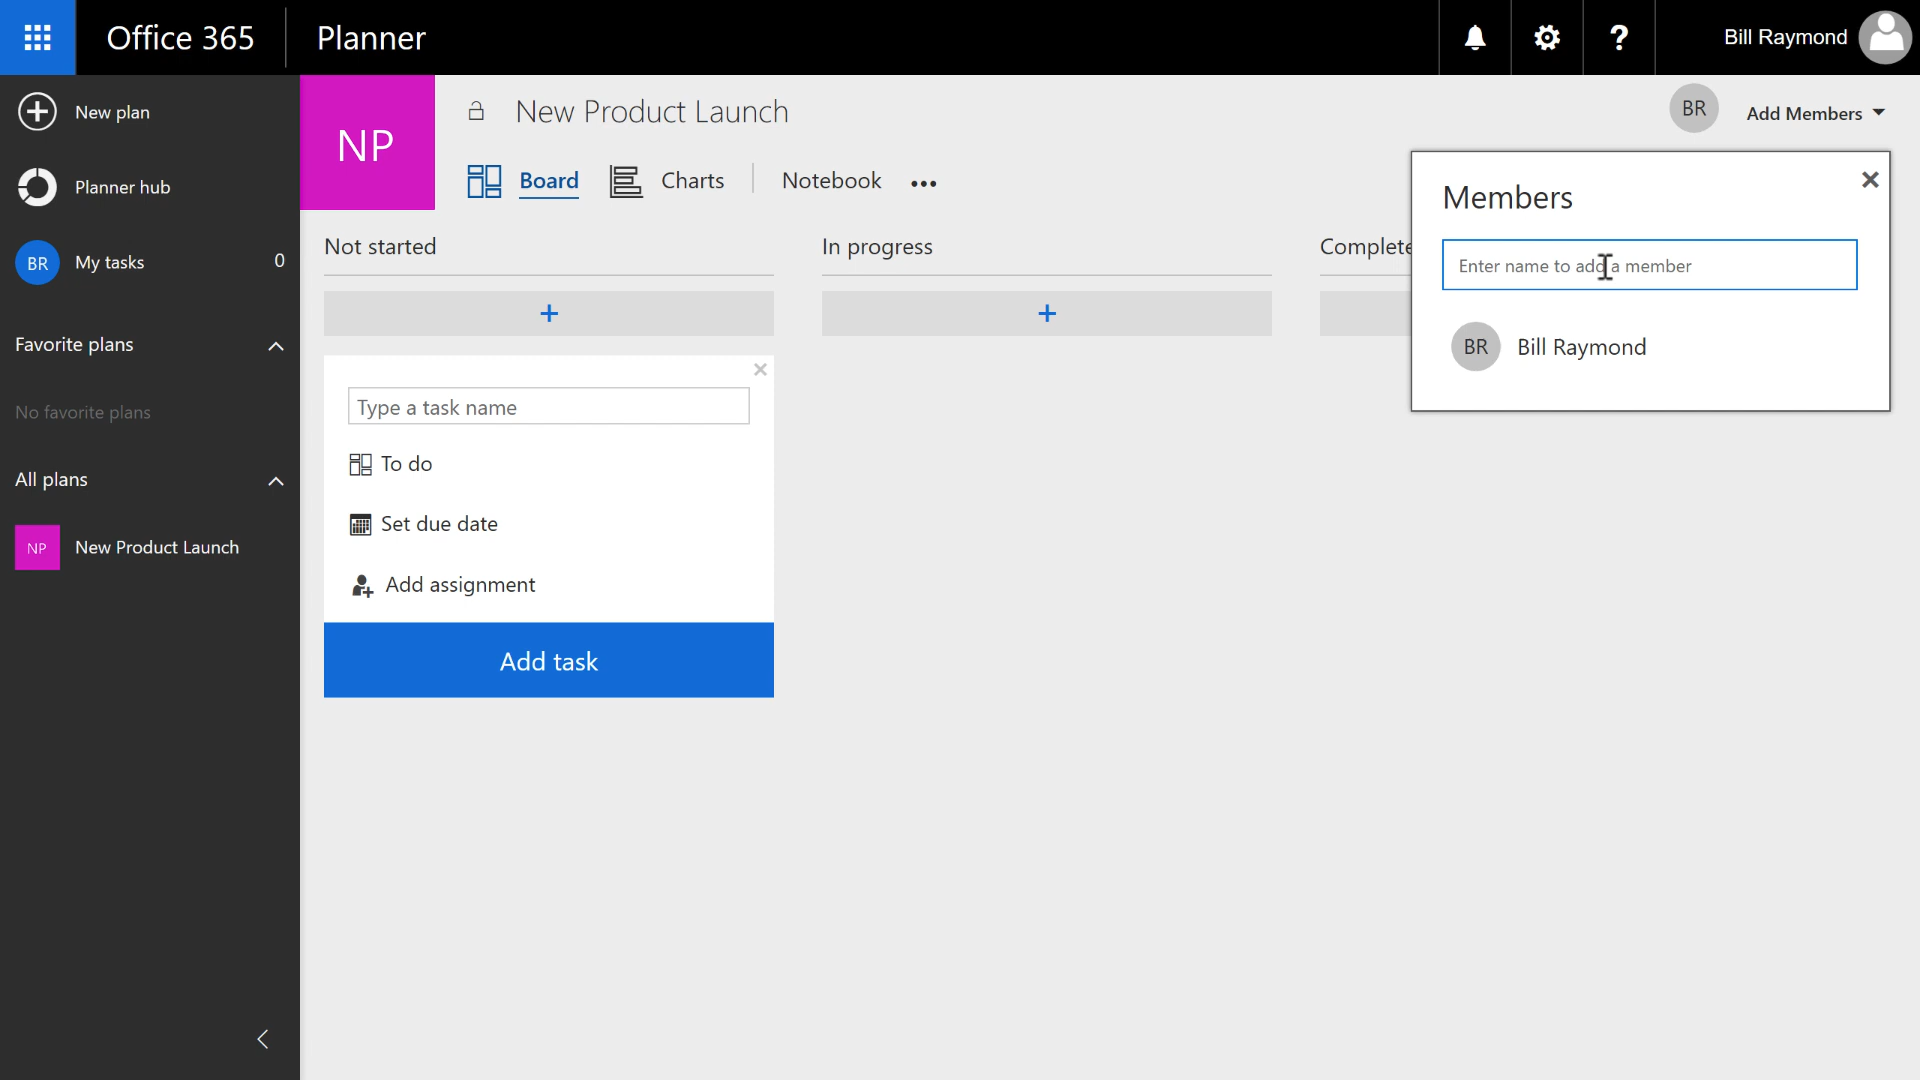 Office 365
Planner
Bill Raymond
New plan
Planner hub
BR My tasks 0
Favorite plans
No favorite plans
All plans
NP New Product Launch
NP
New Product Launch
BR Add Members
Board
Charts
Notebook
Not started
In progress
Complete
Type a task name
To do
Set due date
Add assignment
Add task
Members
Enter name to add a member
BR Bill Raymond